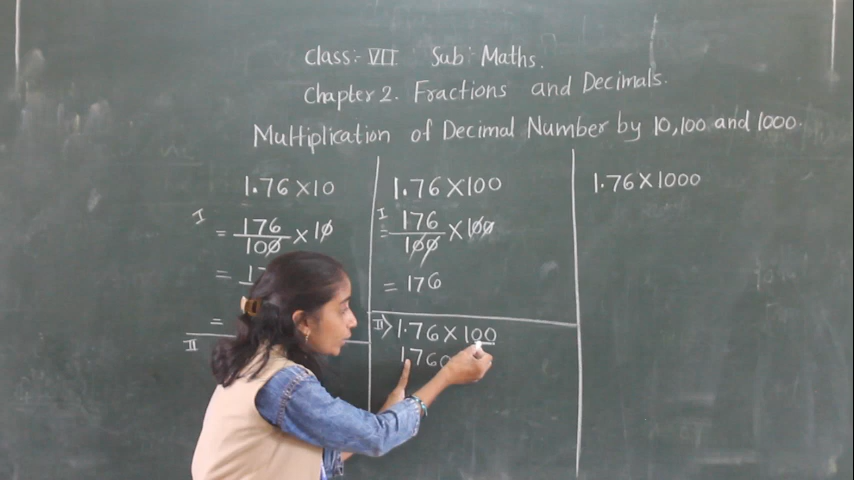 Class:- VII Sub:- Maths.
Chapter 2. Fractions and Decimals.
Multiplication of Decimal Number by 10,100 and 1000.
1.76×10
I
= 176/100 × 10
= 17
=
II
1.76×100
I
= 176/100 × 100
= 176
II> 1.76×100
1760
1.76×1000